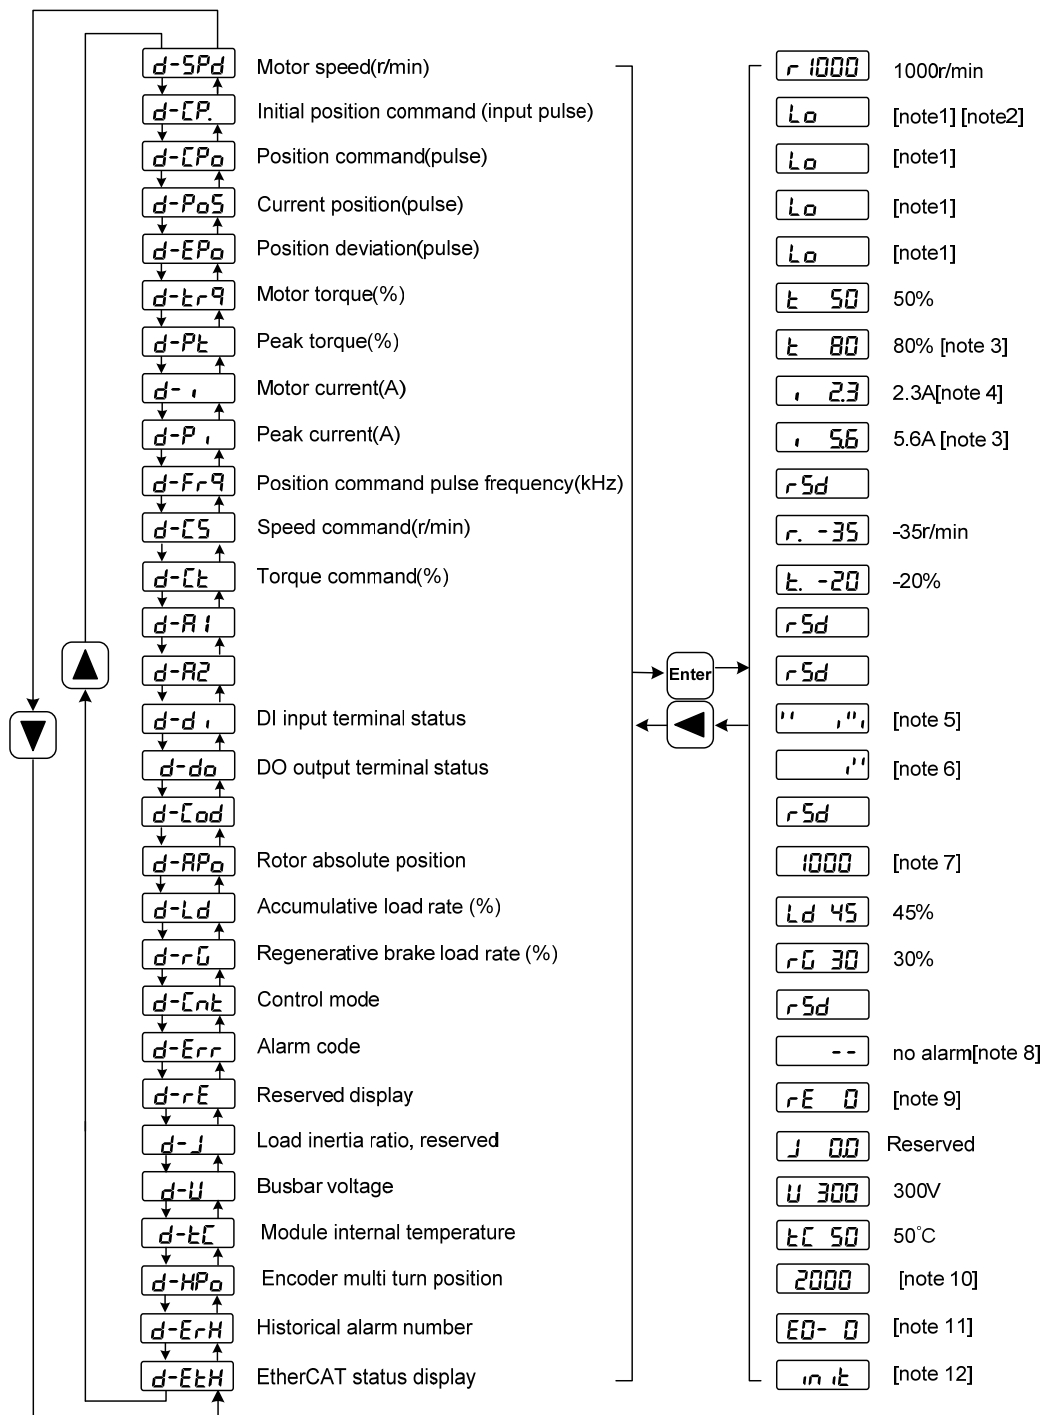 d-SPd Motor speed(r/min) r 1000 1000r/min
d-CP. Initial position command (input pulse) Lo [note1] [note2]
d-CPo Position command(pulse) Lo [note1]
d-PoS Current position(pulse) Lo [note1]
d-EPo Position deviation(pulse) Lo [note1]
d-trq Motor torque(%) t 50 50%
d-Pt Peak torque(%) t 80 80% [note 3]
d-i Motor current(A) i 2.3 2.3A[note 4]
d-Pi Peak current(A) i 5.6 5.6A [note 3]
d-Frq Position command pulse frequency(kHz) rSd
d-CS Speed command(r/min) r. -35 -35r/min
d-Ct Torque command(%) t. -20 -20%
d-A1 rSd
d-A2 Enter rSd
d-di DI input terminal status [note 5]
d-do DO output terminal status [note 6]
d-Cod rSd
d-APo Rotor absolute position 1000 [note 7]
d-Ld Accumulative load rate (%) Ld 45 45%
d-rG Regenerative brake load rate (%) rG 30 30%
d-Cnt Control mode rSd
d-Err Alarm code -- no alarm[note 8]
d-rE Reserved display rE 0 [note 9]
d-J Load inertia ratio, reserved J 0.0 Reserved
d-U Busbar voltage U 300 300V
d-tC Module internal temperature tC 50 50°C
d-HPo Encoder multi turn position 2000 [note 10]
d-ErH Historical alarm number E0- 0 [note 11]
d-EtH EtherCAT status display init [note 12]